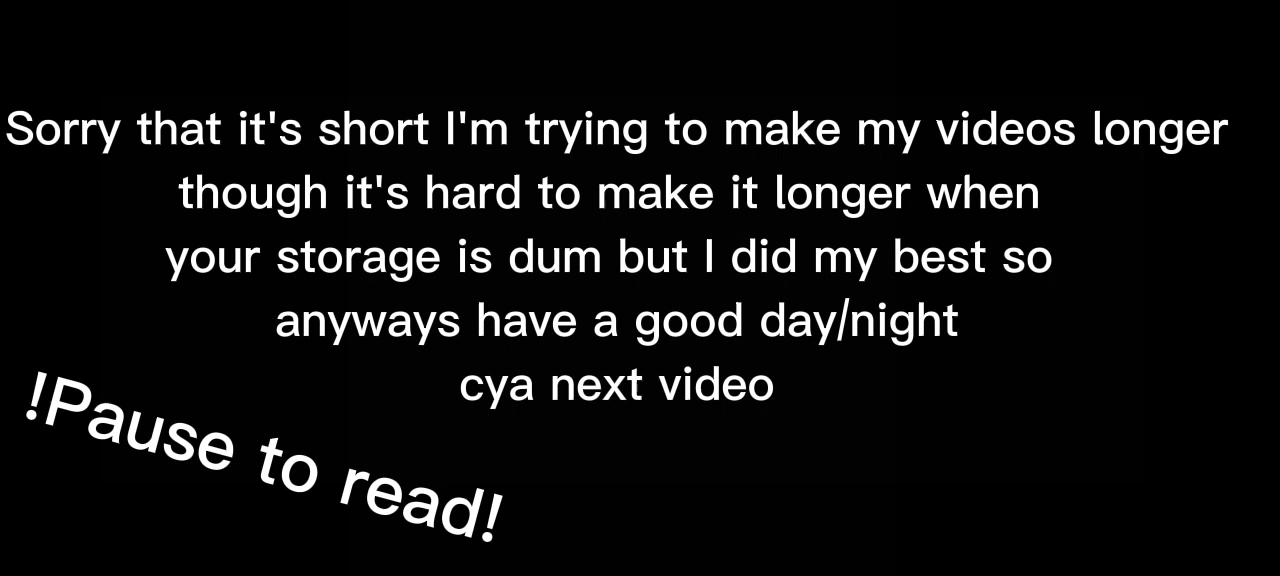 Sorry that it's short I'm trying to make my videos longer
though it's hard to make it longer when
your storage is dum but I did my best so
anyways have a good day/night
cya next video
!Pause to read!